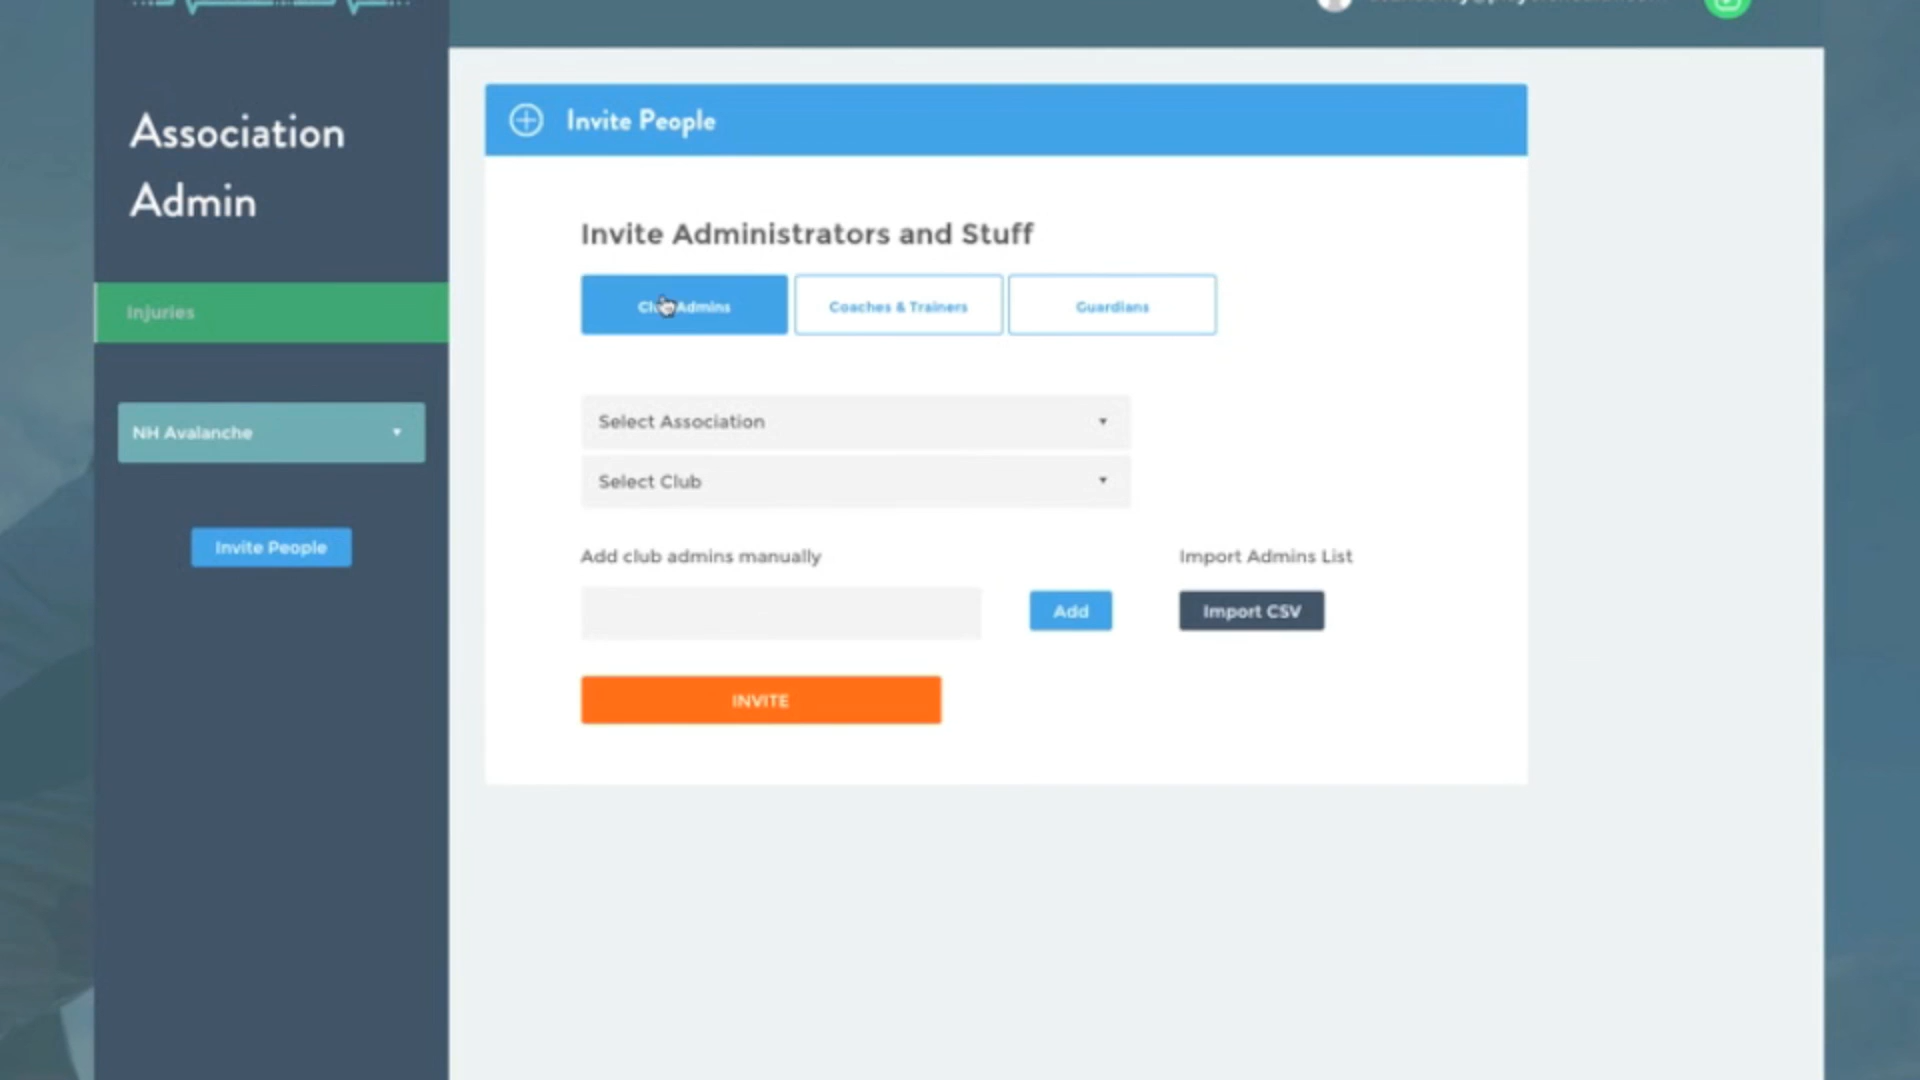 Association
Admin
Injuries
NH Avalanche
Invite People
Invite People
Invite Administrators and Stuff
Club Admins
Coaches & Trainers
Guardians
Select Association
Select Club
Add club admins manually
Import Admins List
Add
Import CSV
INVITE